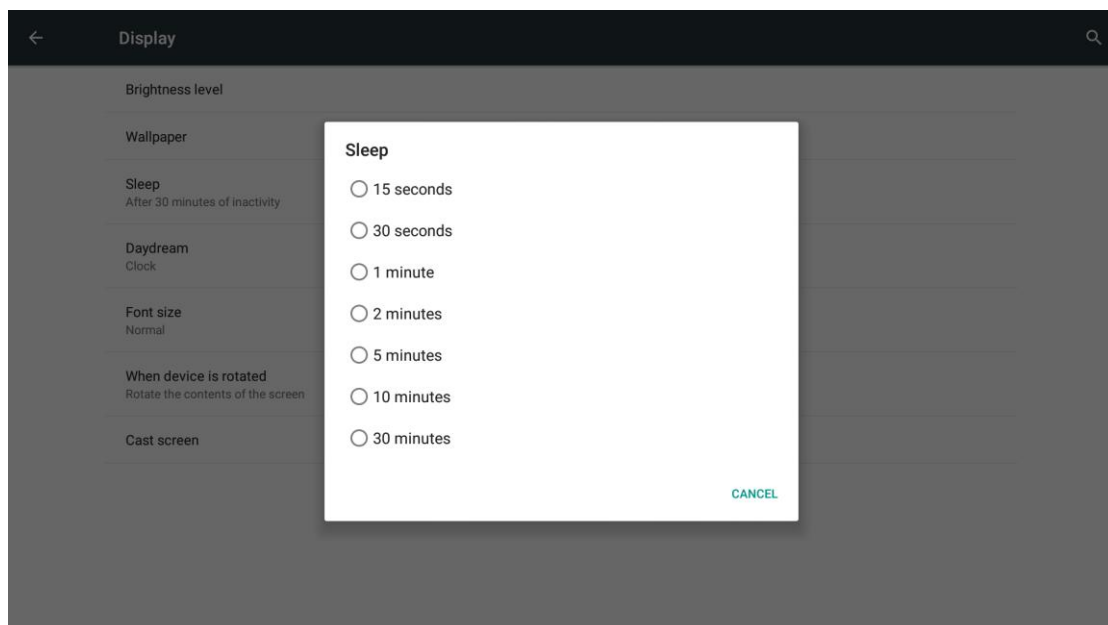 Display
Brightness level
Wallpaper
Sleep
After 30 minutes of inactivity
Daydream
Clock
Font size
Normal
When device is rotated
Rotate the contents of the screen
Cast screen
Sleep
15 seconds
30 seconds
1 minute
2 minutes
5 minutes
10 minutes
30 minutes
CANCEL